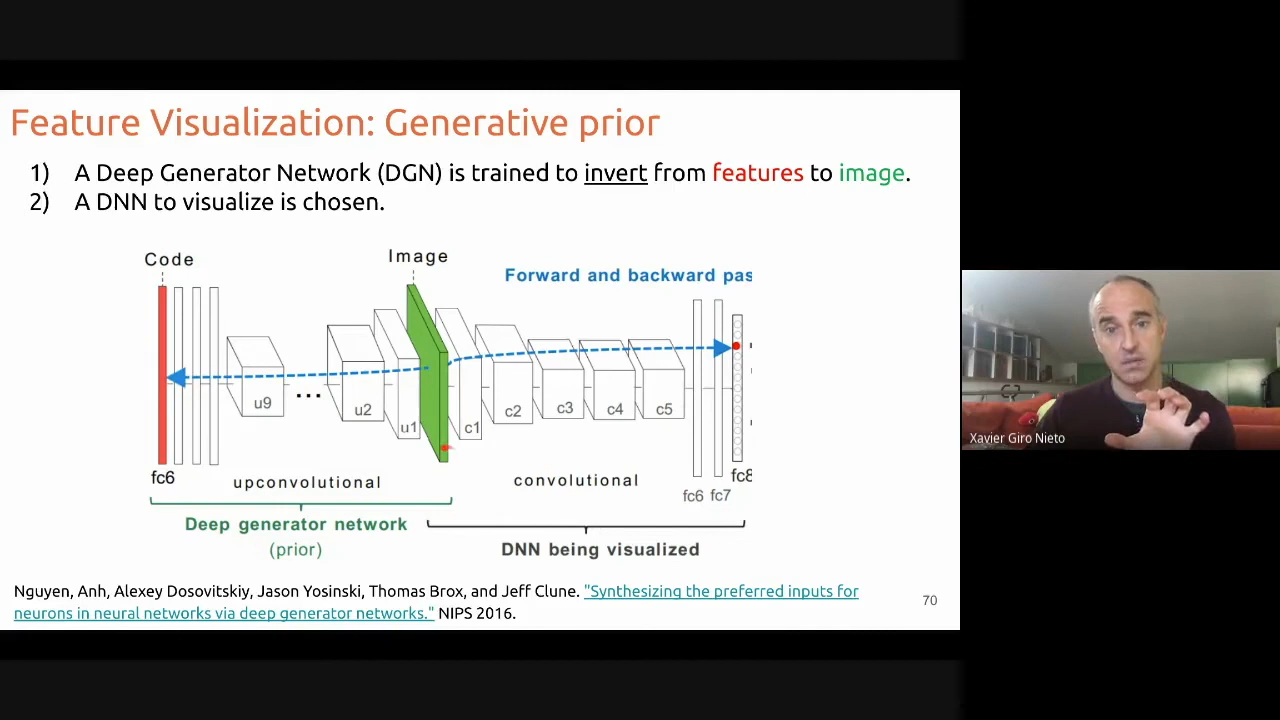 Feature Visualization: Generative prior
1) A Deep Generator Network (DGN) is trained to invert from features to image.
2) A DNN to visualize is chosen.
Code
Image
Forward and backward pas
u9
...
u2
u1
c1
c2
c3
c4
c5
fc6
upconvolutional
convolutional
fc6 fc7
fc8
Deep generator network
(prior)
DNN being visualized
Nguyen, Anh, Alexey Dosovitskiy, Jason Yosinski, Thomas Brox, and Jeff Clune. "Synthesizing the preferred inputs for
neurons in neural networks via deep generator networks." NIPS 2016.
70
Xavier Giro Nieto